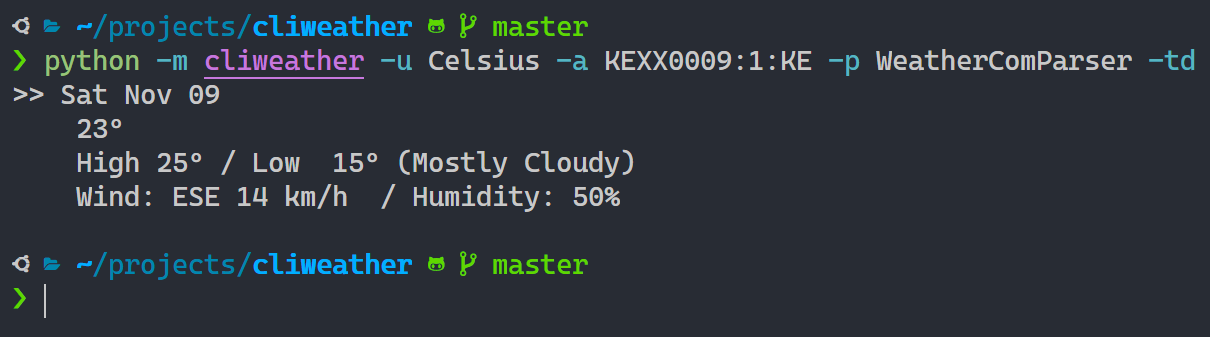 ~/projects/cliweather master
❯ python -m cliweather -u Celsius -a KEXX0009:1:KE -p WeatherComParser -td
>> Sat Nov 09
23°
High 25° / Low  15° (Mostly Cloudy)
Wind: ESE 14 km/h  / Humidity: 50%
~/projects/cliweather master
❯